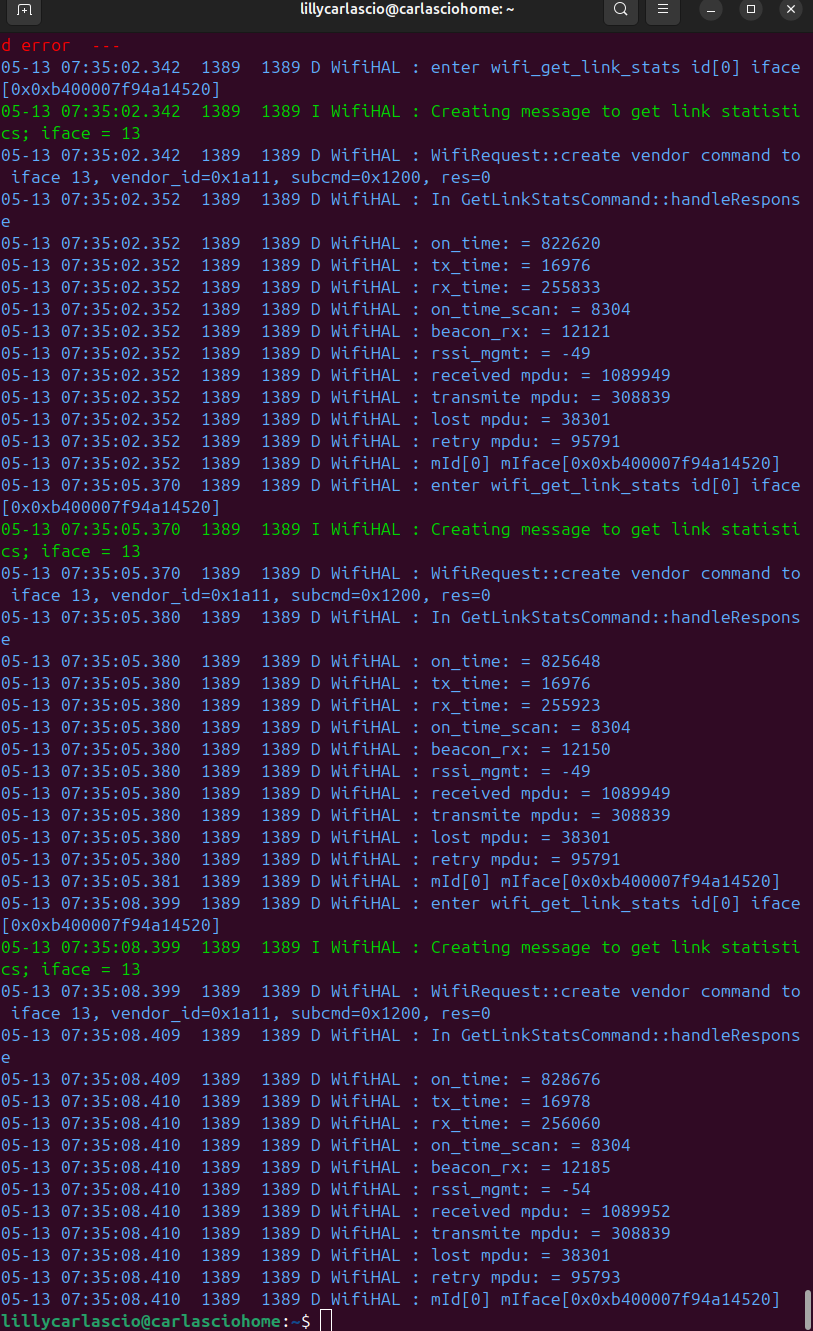 lillycarlascio@carlasciohome: ~
d error  ---
05-13 07:35:02.342  1389  1389 D WifiHAL : enter wifi_get_link_stats id[0] iface
[0x0xb400007f94a14520]
05-13 07:35:02.342  1389  1389 I WifiHAL : Creating message to get link statisti
cs; iface = 13
05-13 07:35:02.342  1389  1389 D WifiHAL : WifiRequest::create vendor command to
 iface 13, vendor_id=0x1a11, subcmd=0x1200, res=0
05-13 07:35:02.352  1389  1389 D WifiHAL : In GetLinkStatsCommand::handleRespons
e
05-13 07:35:02.352  1389  1389 D WifiHAL : on_time: = 822620
05-13 07:35:02.352  1389  1389 D WifiHAL : tx_time: = 16976
05-13 07:35:02.352  1389  1389 D WifiHAL : rx_time: = 255833
05-13 07:35:02.352  1389  1389 D WifiHAL : on_time_scan: = 8304
05-13 07:35:02.352  1389  1389 D WifiHAL : beacon_rx: = 12121
05-13 07:35:02.352  1389  1389 D WifiHAL : rssi_mgmt: = -49
05-13 07:35:02.352  1389  1389 D WifiHAL : received mpdu: = 1089949
05-13 07:35:02.352  1389  1389 D WifiHAL : transmite mpdu: = 308839
05-13 07:35:02.352  1389  1389 D WifiHAL : lost mpdu: = 38301
05-13 07:35:02.352  1389  1389 D WifiHAL : retry mpdu: = 95791
05-13 07:35:02.352  1389  1389 D WifiHAL : mId[0] mIface[0x0xb400007f94a14520]
05-13 07:35:05.370  1389  1389 D WifiHAL : enter wifi_get_link_stats id[0] iface
[0x0xb400007f94a14520]
05-13 07:35:05.370  1389  1389 I WifiHAL : Creating message to get link statisti
cs; iface = 13
05-13 07:35:05.370  1389  1389 D WifiHAL : WifiRequest::create vendor command to
 iface 13, vendor_id=0x1a11, subcmd=0x1200, res=0
05-13 07:35:05.380  1389  1389 D WifiHAL : In GetLinkStatsCommand::handleRespons
e
05-13 07:35:05.380  1389  1389 D WifiHAL : on_time: = 825648
05-13 07:35:05.380  1389  1389 D WifiHAL : tx_time: = 16976
05-13 07:35:05.380  1389  1389 D WifiHAL : rx_time: = 255923
05-13 07:35:05.380  1389  1389 D WifiHAL : on_time_scan: = 8304
05-13 07:35:05.380  1389  1389 D WifiHAL : beacon_rx: = 12150
05-13 07:35:05.380  1389  1389 D WifiHAL : rssi_mgmt: = -49
05-13 07:35:05.380  1389  1389 D WifiHAL : received mpdu: = 1089949
05-13 07:35:05.380  1389  1389 D WifiHAL : transmite mpdu: = 308839
05-13 07:35:05.380  1389  1389 D WifiHAL : lost mpdu: = 38301
05-13 07:35:05.380  1389  1389 D WifiHAL : retry mpdu: = 95791
05-13 07:35:05.381  1389  1389 D WifiHAL : mId[0] mIface[0x0xb400007f94a14520]
05-13 07:35:08.399  1389  1389 D WifiHAL : enter wifi_get_link_stats id[0] iface
[0x0xb400007f94a14520]
05-13 07:35:08.399  1389  1389 I WifiHAL : Creating message to get link statisti
cs; iface = 13
05-13 07:35:08.399  1389  1389 D WifiHAL : WifiRequest::create vendor command to
 iface 13, vendor_id=0x1a11, subcmd=0x1200, res=0
05-13 07:35:08.409  1389  1389 D WifiHAL : In GetLinkStatsCommand::handleRespons
e
05-13 07:35:08.409  1389  1389 D WifiHAL : on_time: = 828676
05-13 07:35:08.410  1389  1389 D WifiHAL : tx_time: = 16978
05-13 07:35:08.410  1389  1389 D WifiHAL : rx_time: = 256060
05-13 07:35:08.410  1389  1389 D WifiHAL : on_time_scan: = 8304
05-13 07:35:08.410  1389  1389 D WifiHAL : beacon_rx: = 12185
05-13 07:35:08.410  1389  1389 D WifiHAL : rssi_mgmt: = -54
05-13 07:35:08.410  1389  1389 D WifiHAL : received mpdu: = 1089952
05-13 07:35:08.410  1389  1389 D WifiHAL : transmite mpdu: = 308839
05-13 07:35:08.410  1389  1389 D WifiHAL : lost mpdu: = 38301
05-13 07:35:08.410  1389  1389 D WifiHAL : retry mpdu: = 95793
05-13 07:35:08.410  1389  1389 D WifiHAL : mId[0] mIface[0x0xb400007f94a14520]
lillycarlascio@carlasciohome:~$